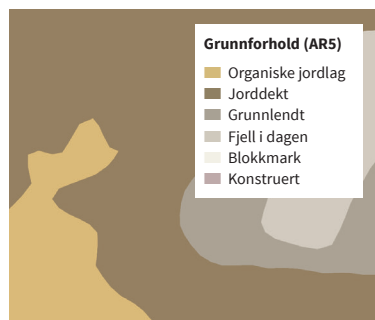 Grunnforhold (AR5)
Organiske jordlag
Jorddekt
Grunnlendt
Fjell i dagen
Blokkmark
Konstruert